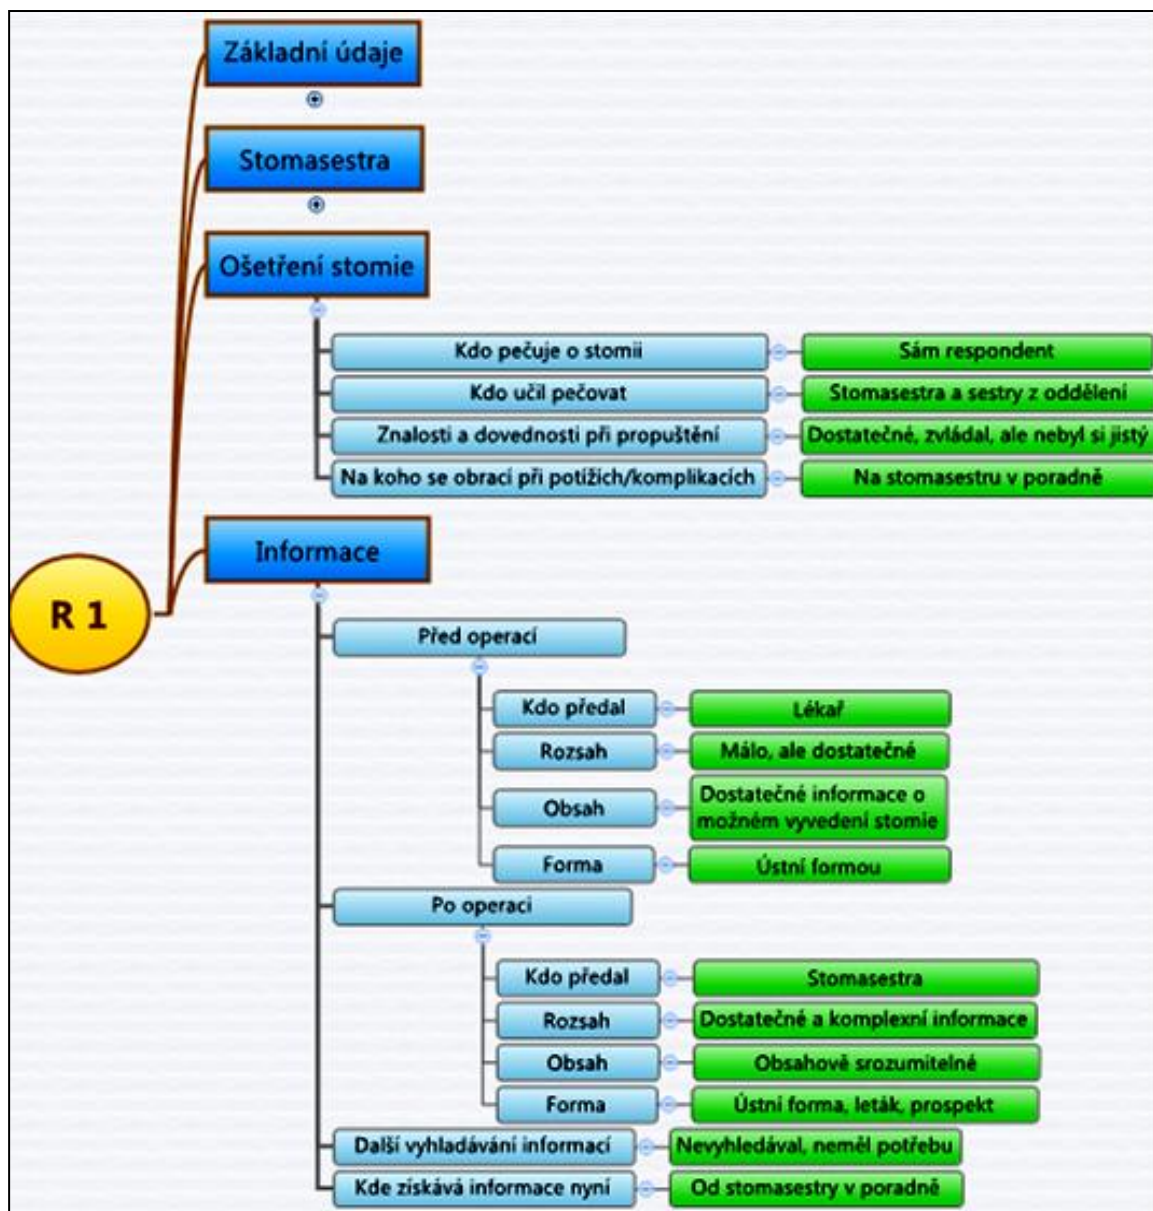 Základní údaje
Stomasestra
Ošetření stomie
Kdo pečuje o stomii
Sám respondent
Kdo učil pečovat
Stomasestra a sestry z oddělení
Znalosti a dovednosti při propuštění
Dostatečné, zvládal, ale nebyl si jistý
Na koho se obrací při potížích/komplikacích
Na stomasestru v poradně
R 1
Informace
Před operací
Kdo předal
Lékař
Rozsah
Málo, ale dostatečné
Obsah
Dostatečné informace o
možném vyvedení stomie
Forma
Ústní formou
Po operaci
Kdo předal
Stomasestra
Rozsah
Dostatečné a komplexní informace
Obsah
Obsahově srozumitelné
Forma
Ústní forma, leták, prospekt
Další vyhladávání informací
Nevyhledával, neměl potřebu
Kde získává informace nyní
Od stomasestry v poradně